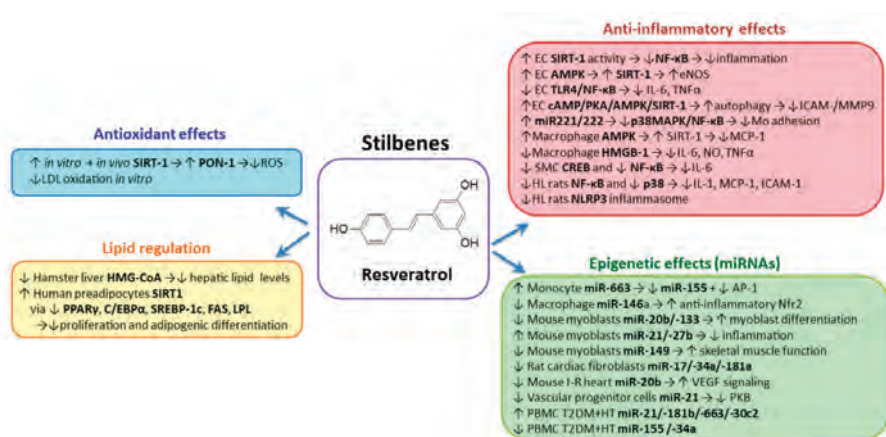 Anti-inflammatory effects
↑ EC SIRT-1 activity → ↓NF-κB → ↓inflammation
↑ EC AMPK → ↑ SIRT-1 → ↑eNOS
↓ EC TLR4/NF-κB → ↓ IL-6, TNFα
↑EC cAMP/PKA/AMPK/SIRT-1 → ↑autophagy → ↓ICAM-/MMP9
↑ miR221/222 → ↓p38MAPK/NF-κB → ↓Mo adhesion
↑Macrophage AMPK → ↑ SIRT-1 → ↓MCP-1
↓Macrophage HMGB-1 → ↓IL-6, NO, TNFα
↓ SMC CREB and ↓ NF-κB → ↓IL-6
↓HL rats NF-κB and ↓ p38 → ↓IL-1, MCP-1, ICAM-1
↓HL rats NLRP3 inflammasome
Antioxidant effects
↑ in vitro + in vivo SIRT-1 → ↑ PON-1 → ↓ROS
↓LDL oxidation in vitro
Stilbenes
OH
HO
OH
Resveratrol
Lipid regulation
↓ Hamster liver HMG-CoA → ↓ hepatic lipid levels
↑ Human preadipocytes SIRT1
via ↓ PPARγ, C/EBPα, SREBP-1c, FAS, LPL
→ ↓proliferation and adipogenic differentiation
Epigenetic effects (miRNAs)
↑ Monocyte miR-663 → ↓ miR-155 + ↓ AP-1
↓ Macrophage miR-146a → ↑ anti-inflammatory Nfr2
↓ Mouse myoblasts miR-20b/-133 → ↑ myoblast differentiation
↑ Mouse myoblasts miR-21/-27b → ↓ inflammation
↓ Mouse myoblasts miR-149 → ↑ skeletal muscle function
↓ Rat cardiac fibroblasts miR-17/-34a/-181a
↓ Mouse I-R heart miR-20b → ↑ VEGF signaling
↓ Vascular progenitor cells miR-21 → ↓ PKB
↑ PBMC T2DM+HT miR-21/-181b/-663/-30c2
↓ PBMC T2DM+HT miR-155/-34a